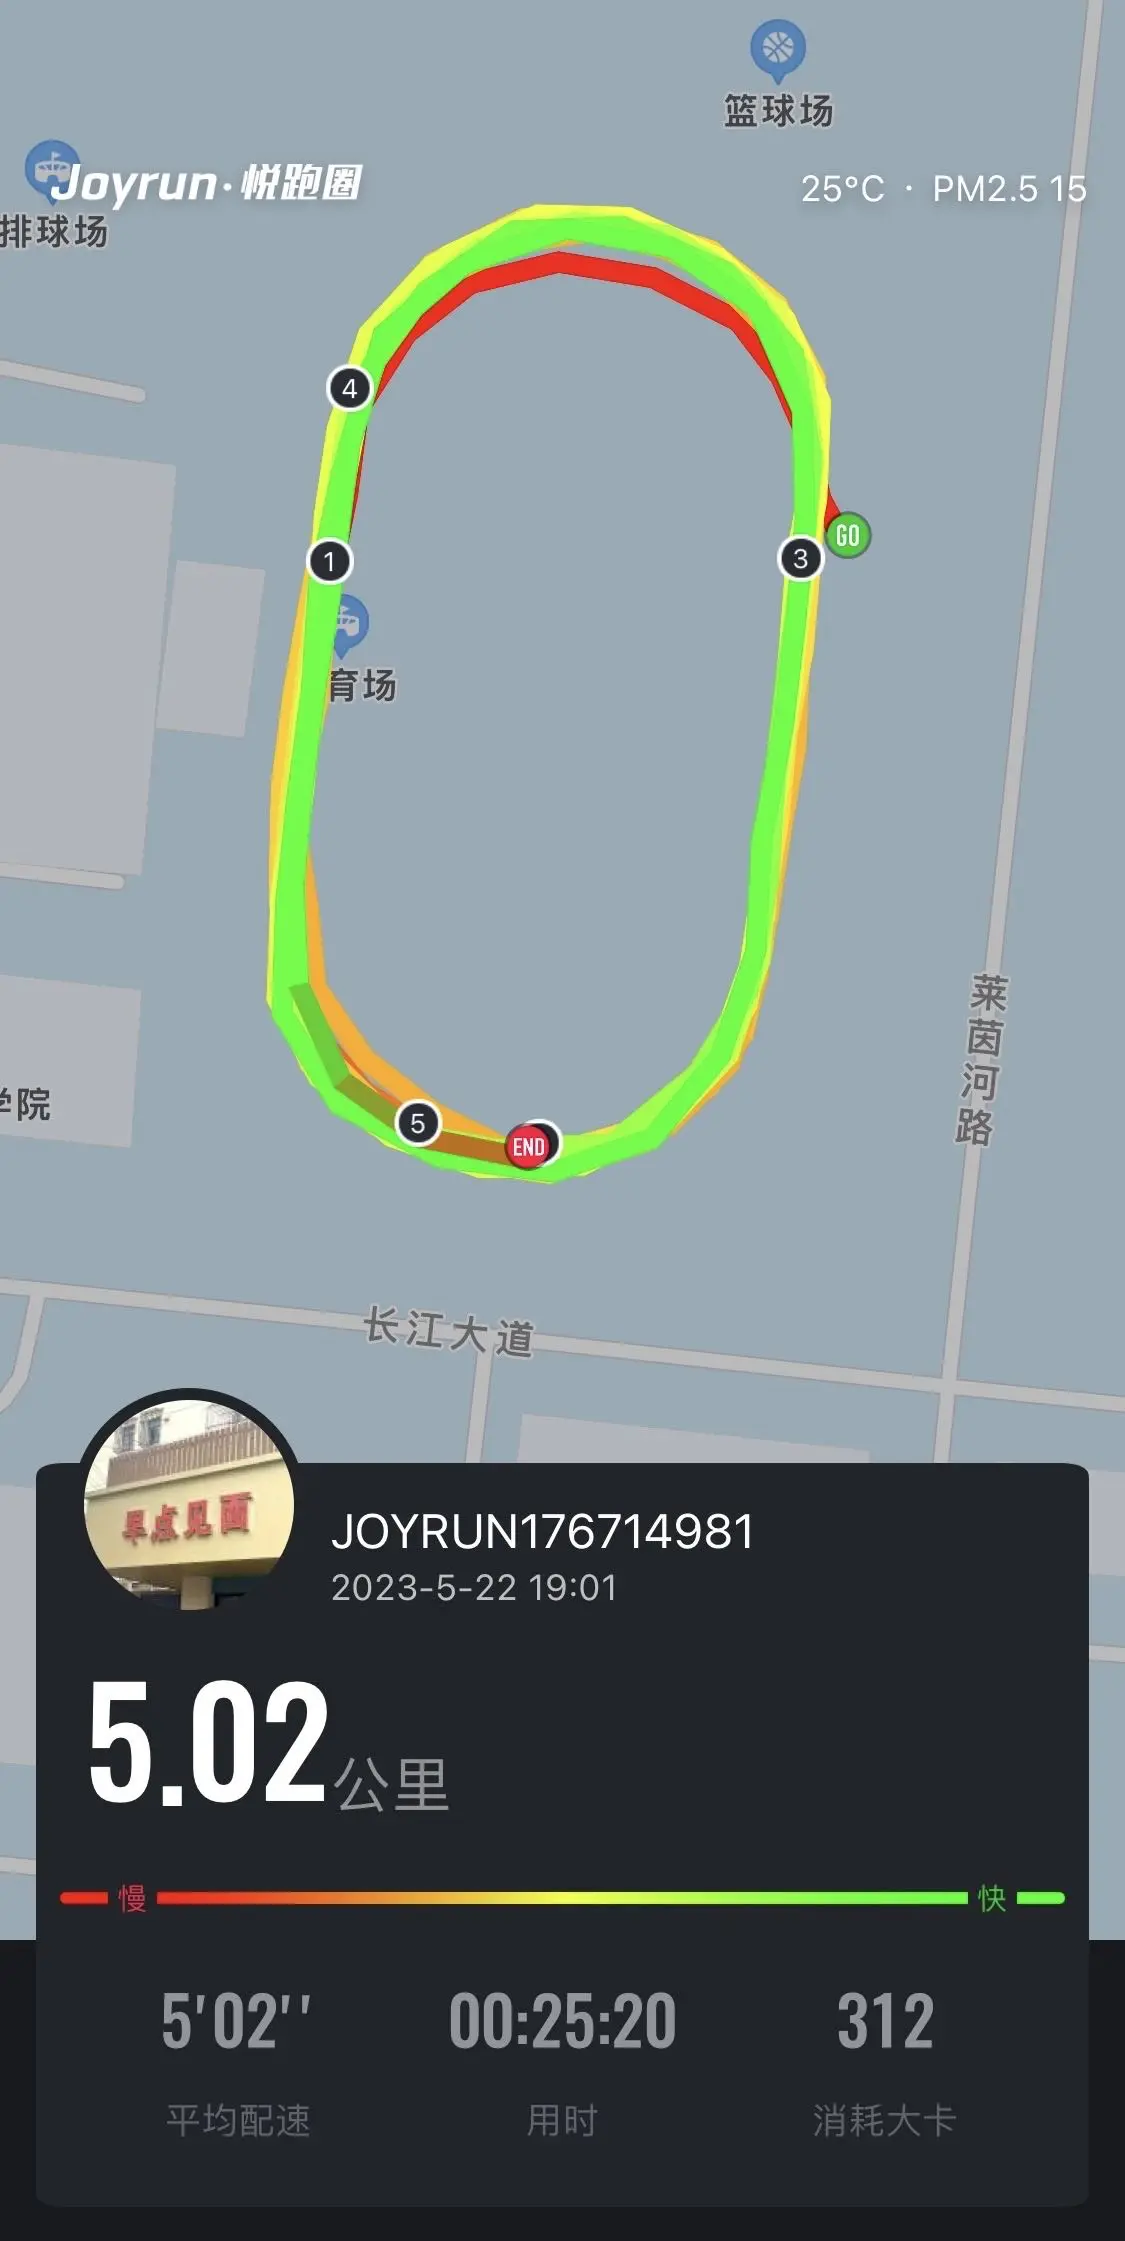 篮球场
Joyrun·悦跑圈
25°C · PM2.5 15
排球场
4
GO
1
3
育场
莱茵河路
学院
5
END
长江大道
早点见面
JOYRUN176714981
2023-5-22 19:01
5.02公里
慢 快
5'02'' 00:25:20 312
平均配速 用时 消耗大卡